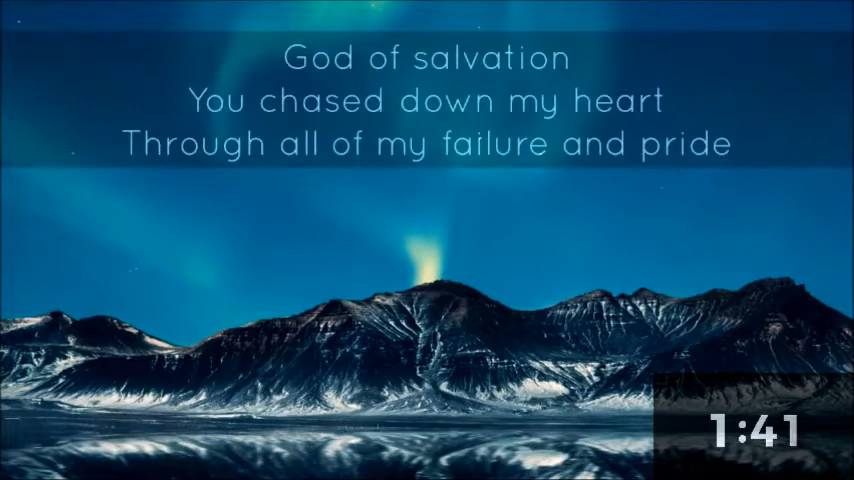 God of salvation
You chased down my heart
Through all of my failure and pride
1:41